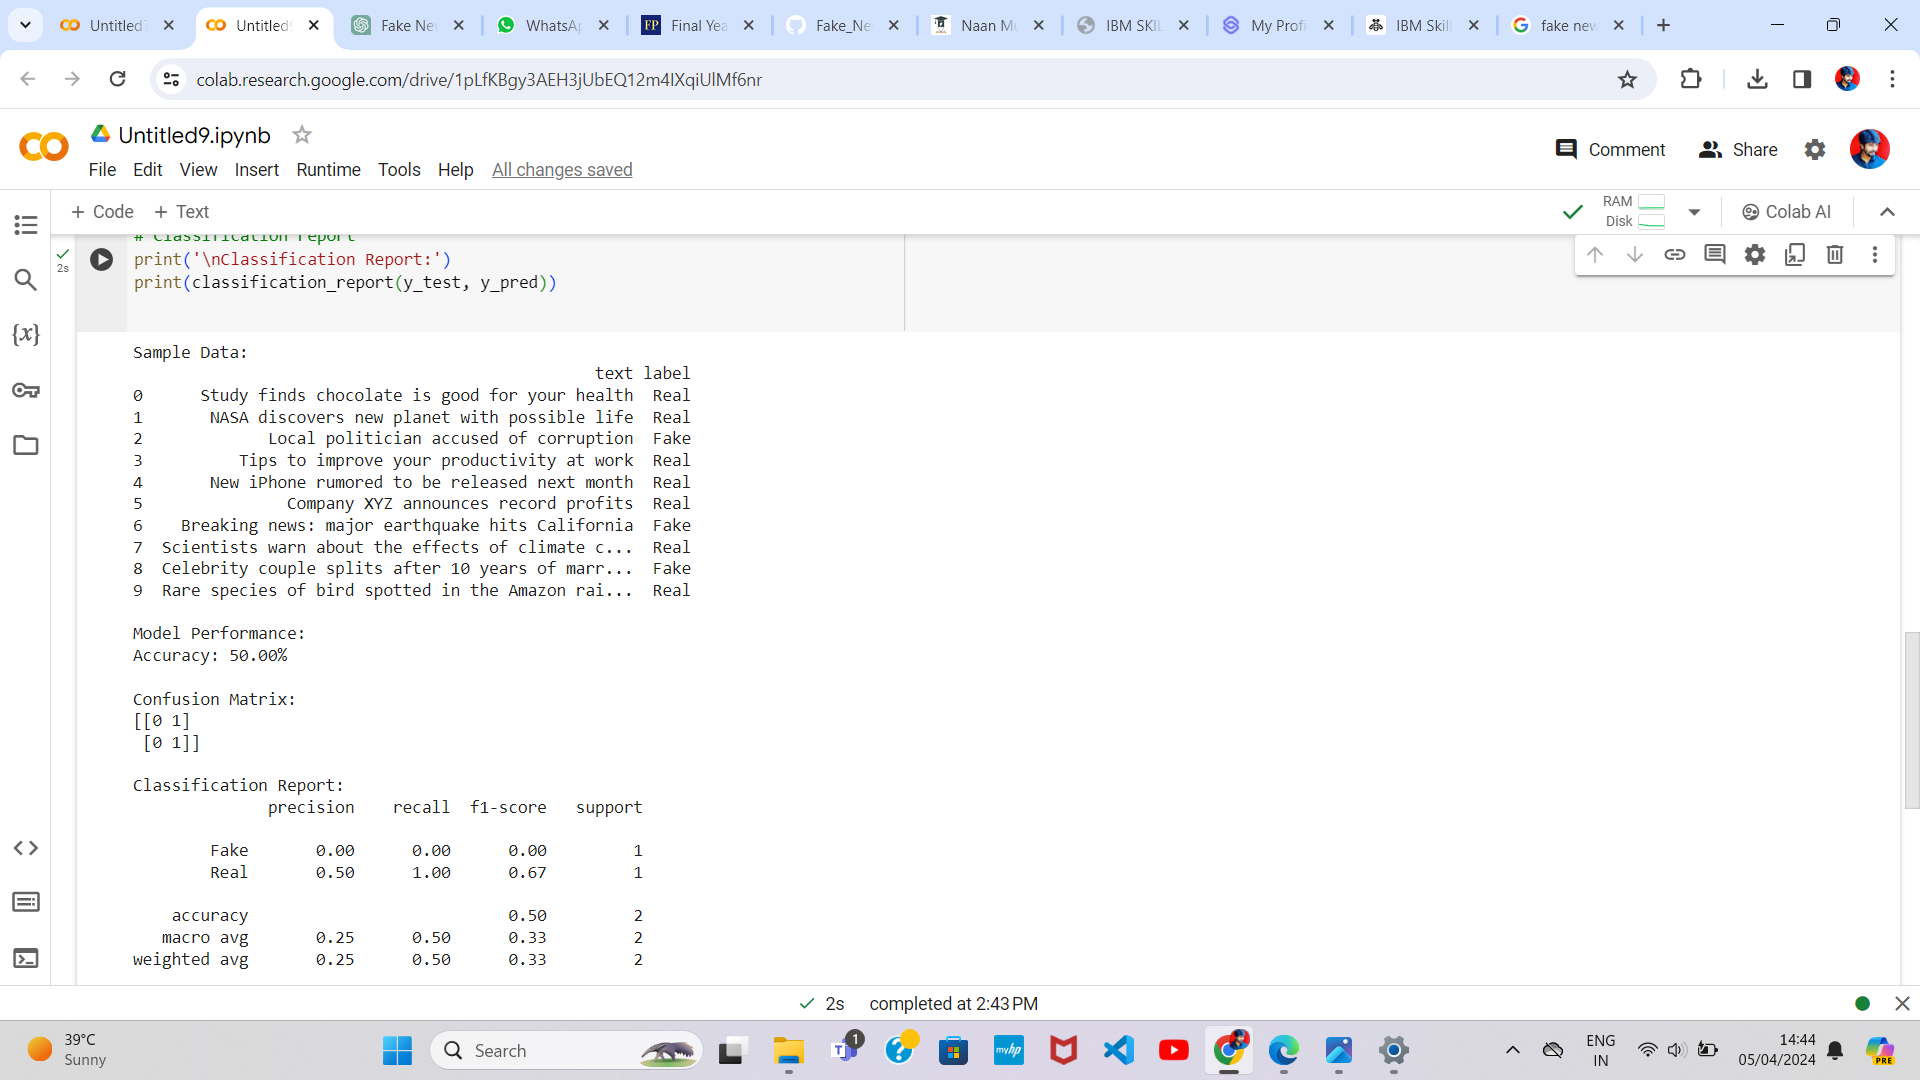 Untitled
Untitled9
Fake Nev
WhatsAp
Final Yea
Fake_Ne
Naan Mu
IBM SKIL
My Profi
IBM Skill
fake new
colab.research.google.com/drive/
Untitled9.ipynb
Comment
Share
File Edit View Insert Runtime Tools Help All changes saved
+ Code + Text
RAM
Disk
Colab AI
# Classification report
2s
print('\nClassification Report:')
print(classification_report(y_test, y_pred))
{x}
Sample Data:
text label
0 Study finds chocolate is good for your health Real
1 NASA discovers new planet with possible life Real
2 Local politician accused of corruption Fake
3 Tips to improve your productivity at work Real
4 New iPhone rumored to be released next month Real
5 Company XYZ announces record profits Real
6 Breaking news: major earthquake hits California Fake
7 Scientists warn about the effects of climate c... Real
8 Celebrity couple splits after 10 years of marr... Fake
9 Rare species of bird spotted in the Amazon rai... Real
Model Performance:
Accuracy: 50.00%
Confusion Matrix:
[[0 1]
[0 1]]
Classification Report:
precision recall f1-score support
Fake 0.00 0.00 0.00 1
Real 0.50 1.00 0.67 1
accuracy 0.50 2
macro avg 0.25 0.50 0.33 2
weighted avg 0.25 0.50 0.33 2
2s completed at 2:43 PM
39°C
Sunny
Search
1
myhp
ENG
IN
14:44
05/04/2024
PRE